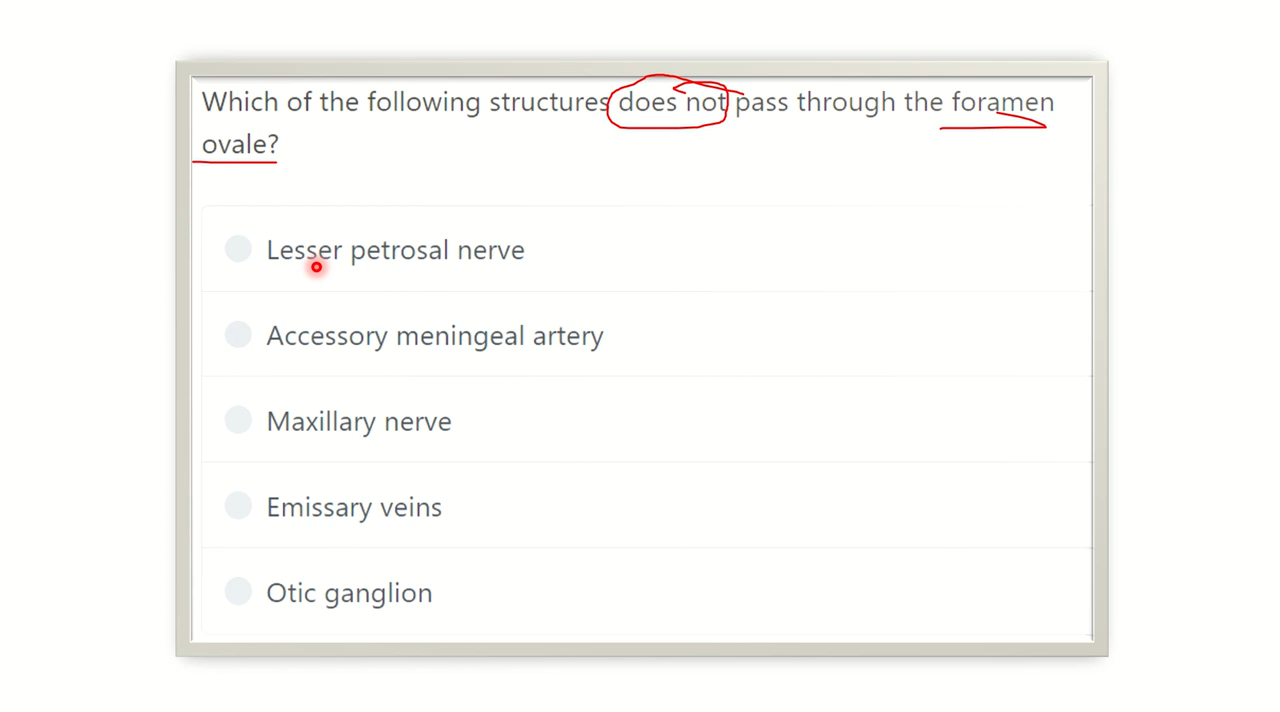 Which of the following structures does not pass through the foramen
ovale?
Lesser petrosal nerve
Accessory meningeal artery
Maxillary nerve
Emissary veins
Otic ganglion